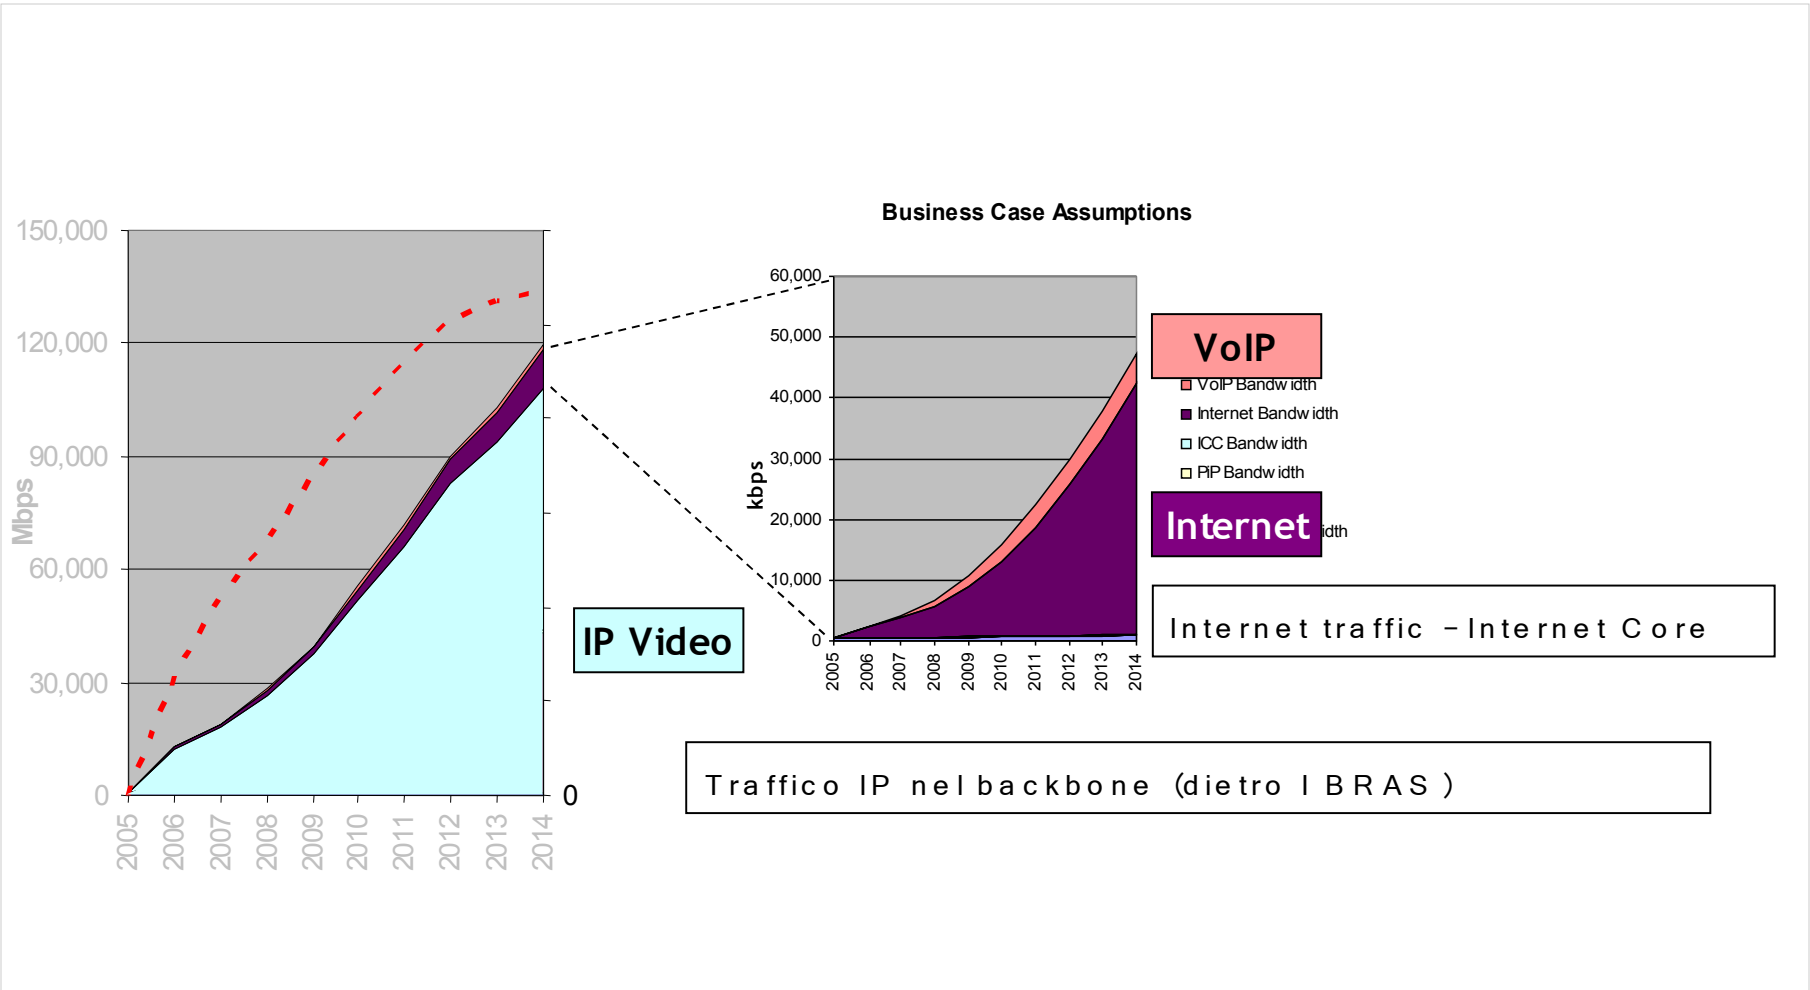 Business Case Assumptions
150,000
120,000
90,000
60,000
30,000
0
Mbps
2005
2006
2007
2008
2009
2010
2011
2012
2013
2014
0
IP Video
60,000
50,000
40,000
30,000
20,000
10,000
0
kbps
2005
2006
2007
2008
2009
2010
2011
2012
2013
2014
VoIP
VoIP Bandwidth
Internet Bandwidth
ICC Bandwidth
PiP Bandwidth
Internet
idth
Internet traffic – Internet Core
Traffico IP nel backbone (dietro I BRAS )